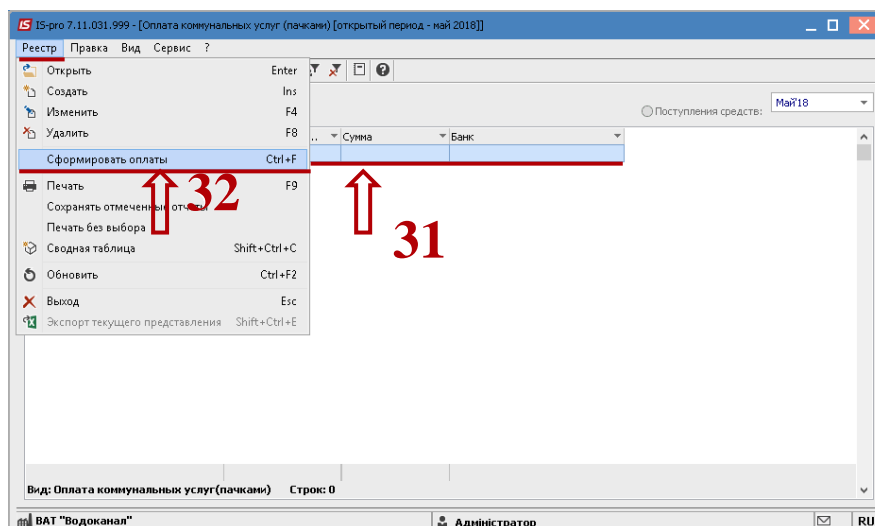 IS-pro 7.11.031.999 - [Оплата коммунальных услуг (пачками) [открытый период - май 2018]]
Реестр Правка Вид Сервис ?
Открыть Enter
Создать Ins
Изменить F4
Поступления средств: Май'18
Удалить F8
.. Сумма Банк
Сформировать оплаты Ctrl+F
Печать F9
32
Сохранять отмеченные отчеты
Печать без выбора
31
Сводная таблица Shift+Ctrl+C
Обновить Ctrl+F2
Выход Esc
Экспорт текущего представления Shift+Ctrl+E
Вид: Оплата коммунальных услуг(пачками) Строк: 0
ВАТ "Водоканал" Адміністратор RU